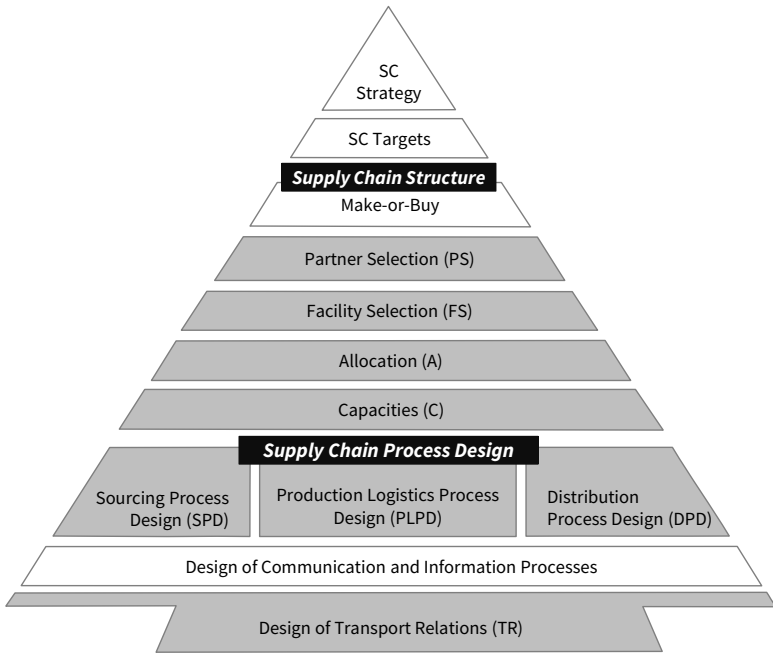 SC
Strategy
SC Targets
Supply Chain Structure
Make-or-Buy
Partner Selection (PS)
Facility Selection (FS)
Allocation (A)
Capacities (C)
Supply Chain Process Design
Sourcing Process
Design (SPD)
Production Logistics Process
Design (PLPD)
Distribution
Process Design (DPD)
Design of Communication and Information Processes
Design of Transport Relations (TR)